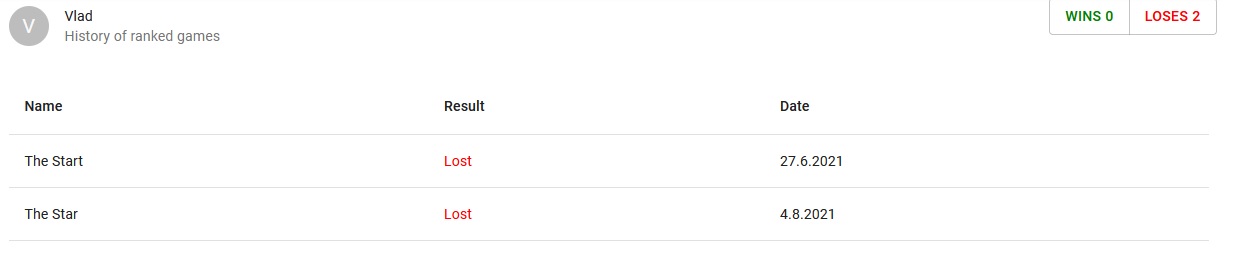 V
Vlad
History of ranked games
WINS 0 LOSES 2
Name Result Date
The Start Lost 27.6.2021
The Star Lost 4.8.2021